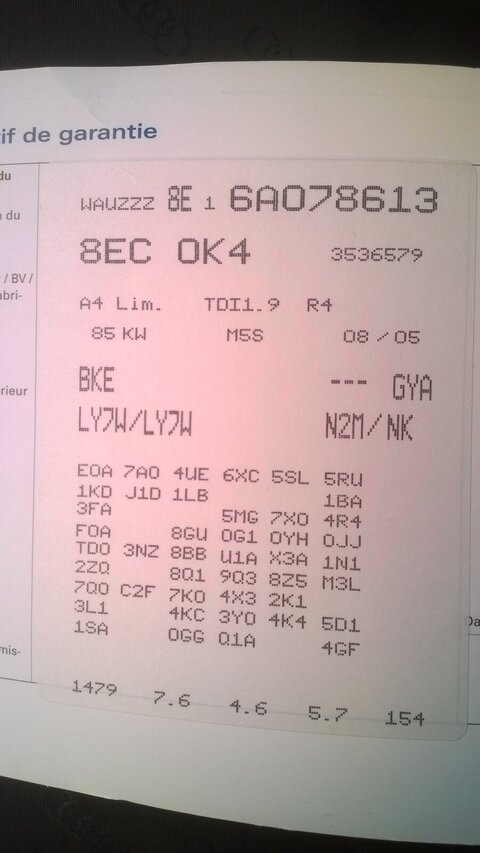 if de garantie
du
n du
/ BV /
abri-
rieur
mis-
Da
WAUZZZ 8E 1 6A078613
8EC 0K4 3536579
A4 Lim. TDI1.9 R4
85 KW M5S 08 / 05
BKE --- GYA
LY7W/LY7W N2M/NK
E0A 7A0 4UE 6XC 5SL 5RU
1KD J1D 1LB 1BA
3FA 5MG 7X0 4R4
F0A 8GU 0G1 0YH 0JJ
TD0 3NZ 8BB U1A X3A 1N1
2ZQ 8Q1 9Q3 8Z5 M3L
7Q0 C2F 7K0 4X3 2K1
3L1 4KC 3Y0 4K4 5D1
1SA 0GG Q1A 4GF
1479 7.6 4.6 5.7 154